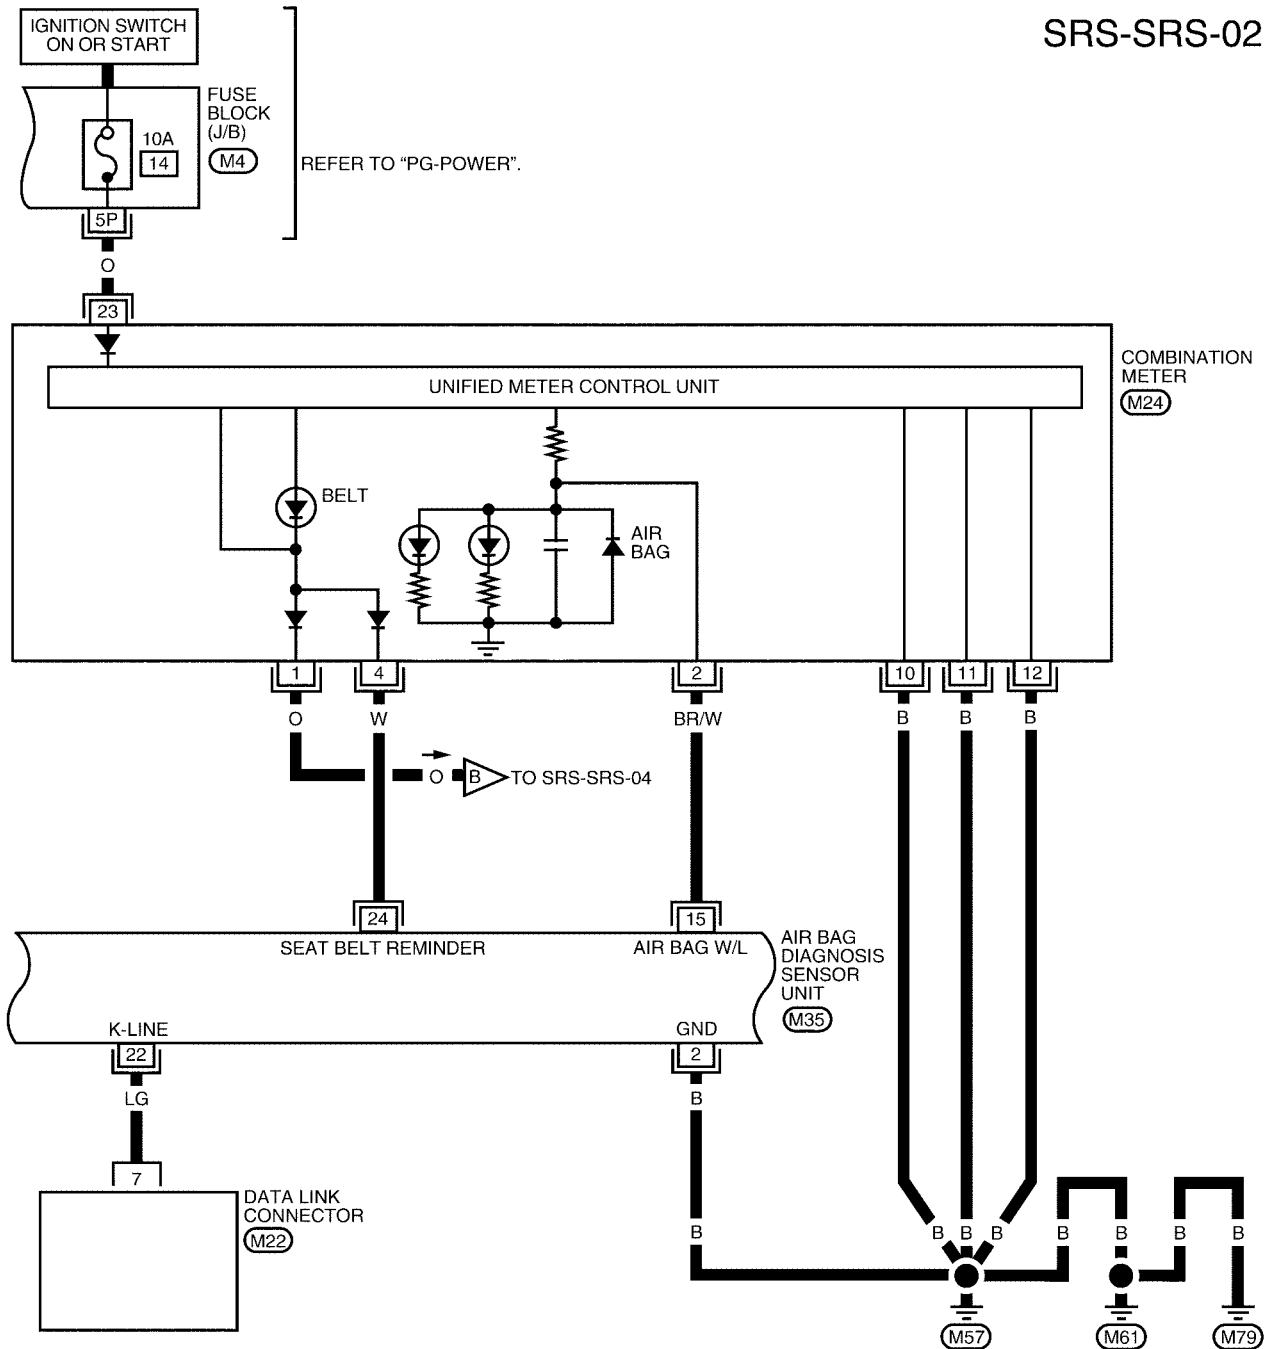 SRS-SRS-02
IGNITION SWITCH
ON OR START
FUSE
BLOCK
(J/B)
M4
10A
14
REFER TO “PG-POWER”.
5P
O
23
COMBINATION
METER
M24
UNIFIED METER CONTROL UNIT
BELT
AIR
BAG
1 4 2 10 11 12
O W BR/W B B B
O B TO SRS-SRS-04
24 15
SEAT BELT REMINDER AIR BAG W/L
AIR BAG
DIAGNOSIS
SENSOR
UNIT
M35
K-LINE GND
22 2
LG B
7
DATA LINK
CONNECTOR
M22
B B B B B B B B
M57 M61 M79